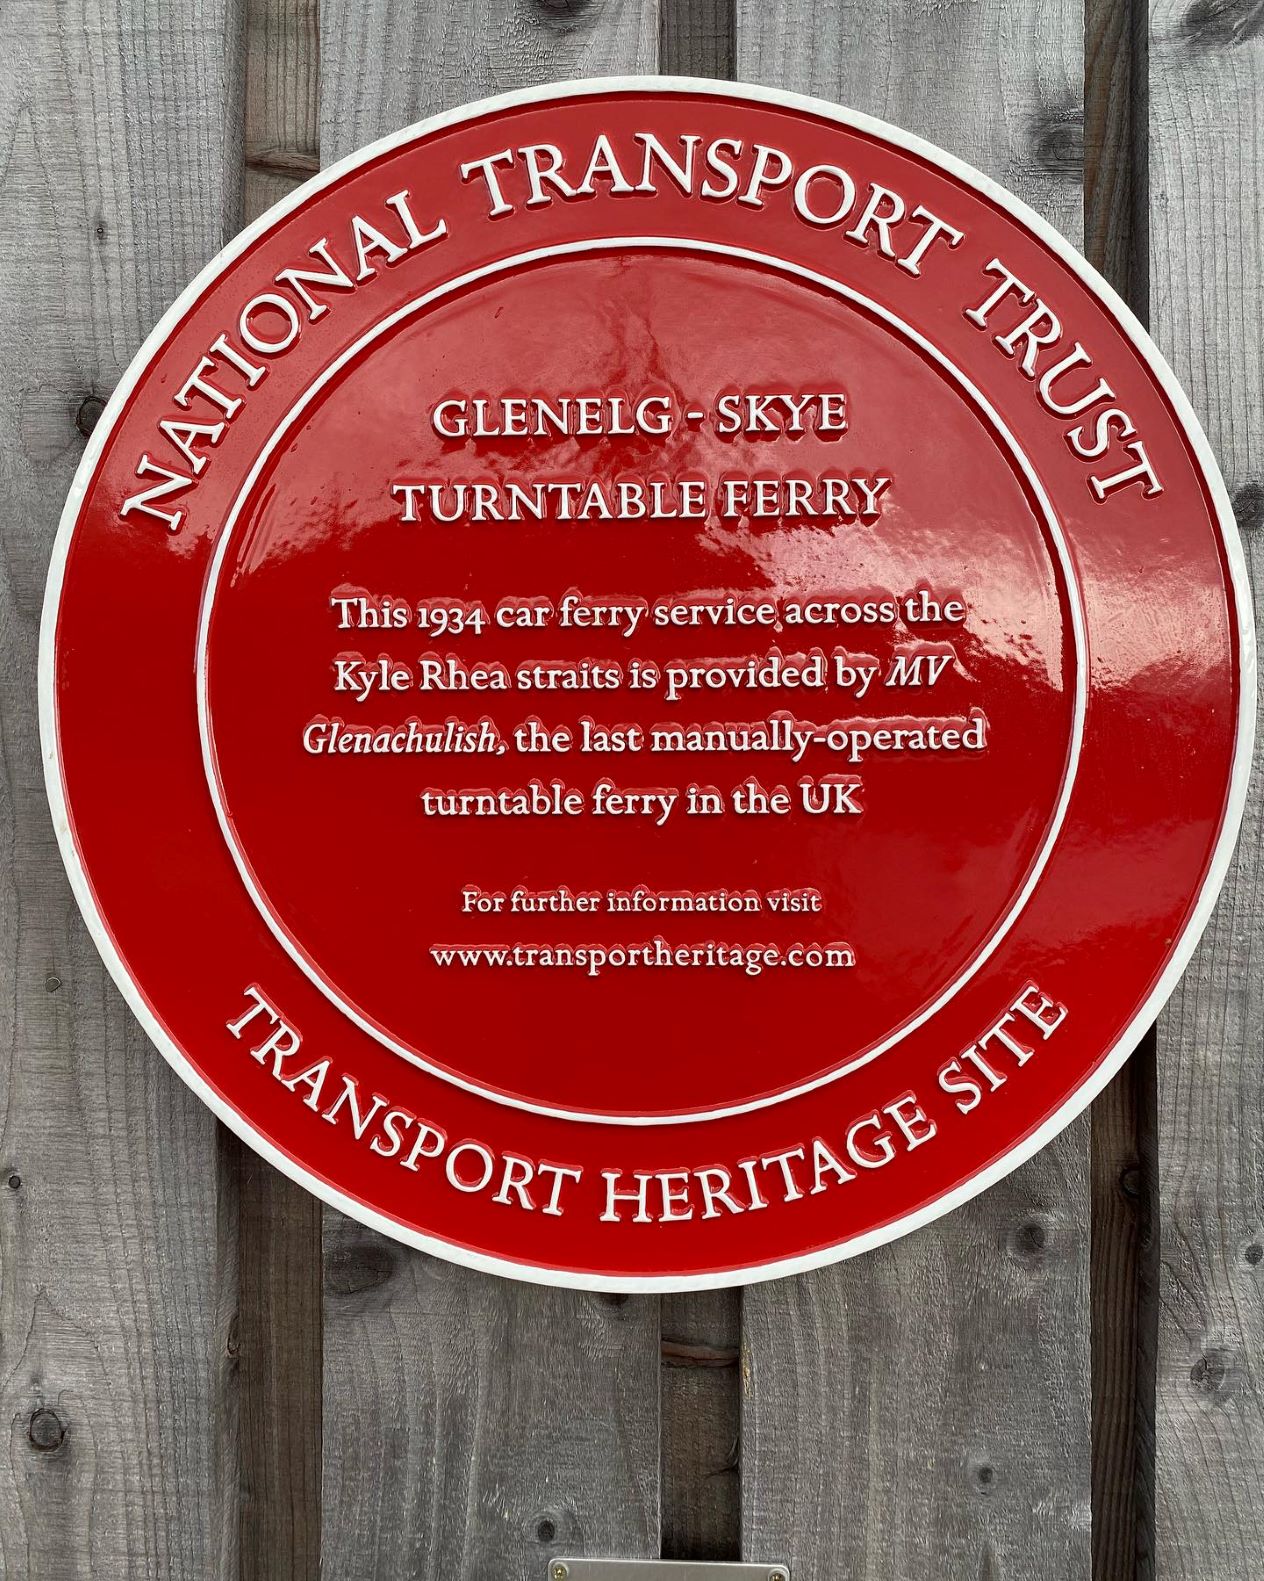 NATIONAL TRANSPORT TRUST
GLENELG - SKYE
TURNTABLE FERRY
This 1934 car ferry service across the
Kyle Rhea straits is provided by MV
Glenachulish, the last manually-operated
turntable ferry in the UK
For further information visit
www.transportheritage.com
TRANSPORT HERITAGE SITE